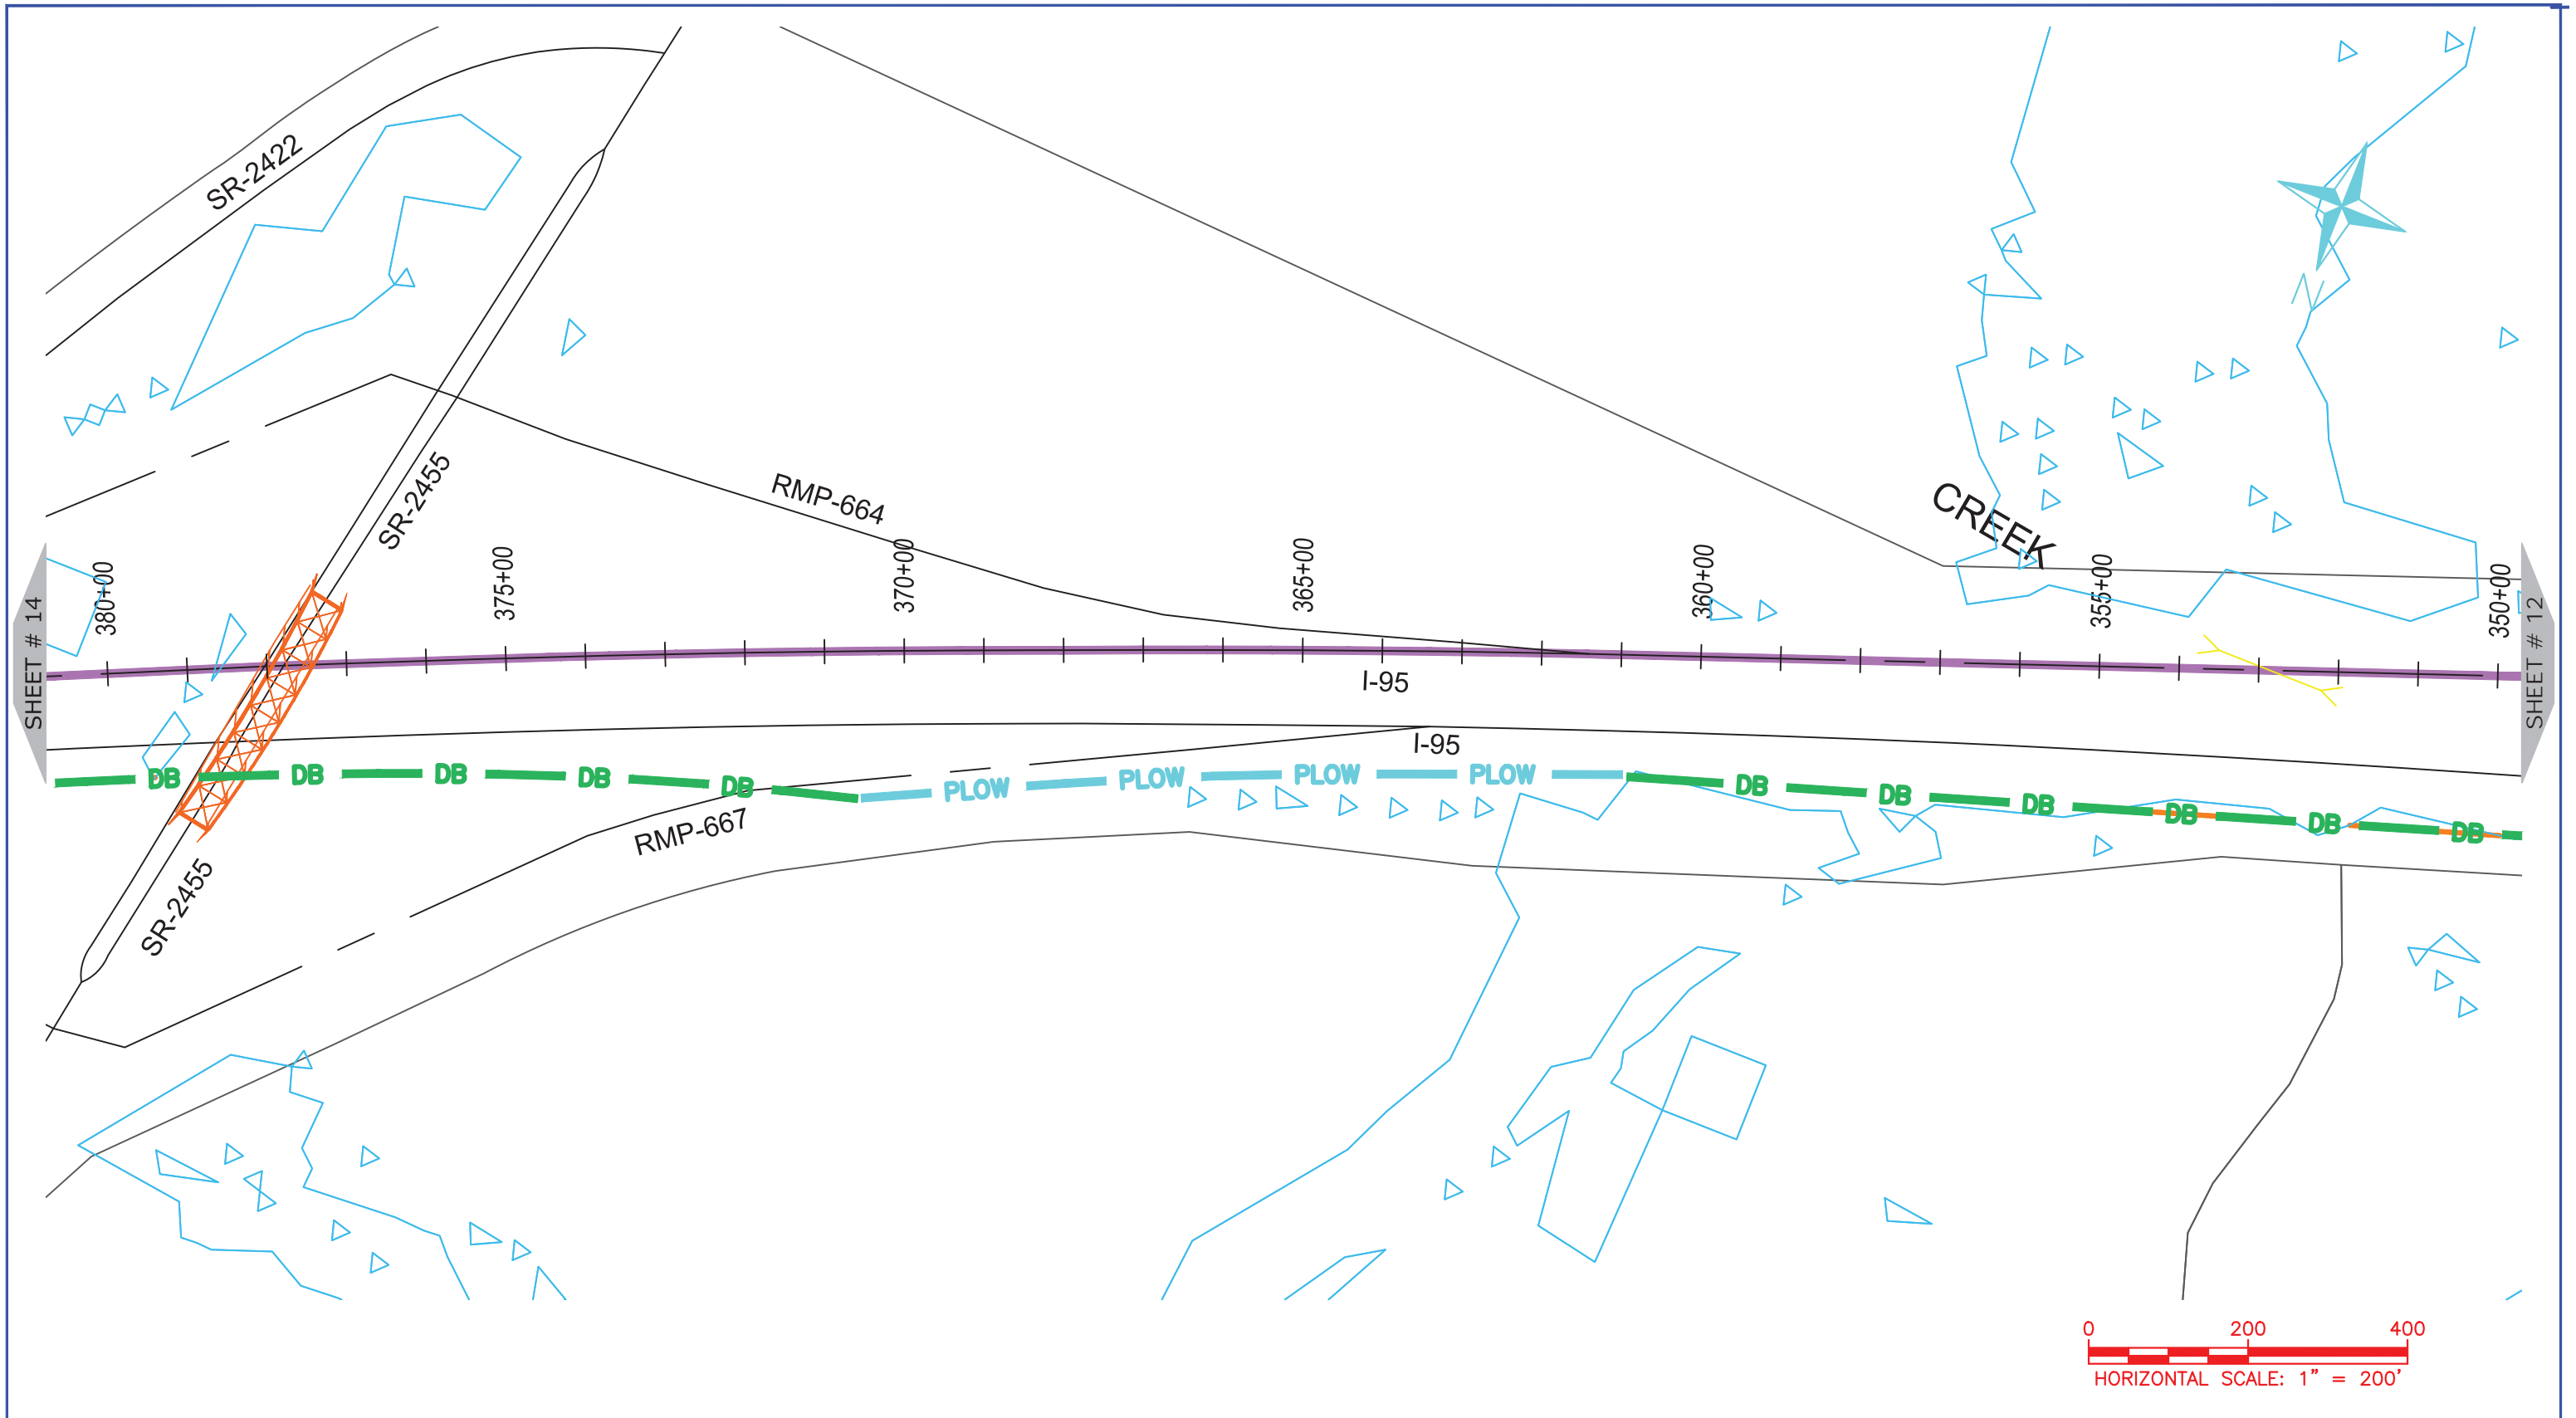 SR-2422
SR-2455
RMP-664
CREEK
380+00
375+00
370+00
365+00
360+00
355+00
350+00
SHEET # 14
SHEET # 12
I-95
I-95
DB
DB
DB
DB
DB
PLOW
PLOW
PLOW
PLOW
DB
DB
DB
DB
DB
DB
RMP-667
SR-2455
N
0 200 400
HORIZONTAL SCALE: 1" = 200'